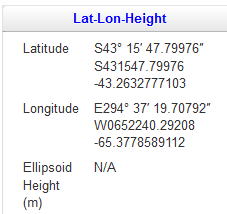 Lat-Lon-Height
Latitude S43° 15′ 47.79976″
S431547.79976
-43.2632777103
Longitude E294° 37′ 19.70792″
W0652240.29208
-65.3778589112
Ellipsoid N/A
Height
(m)